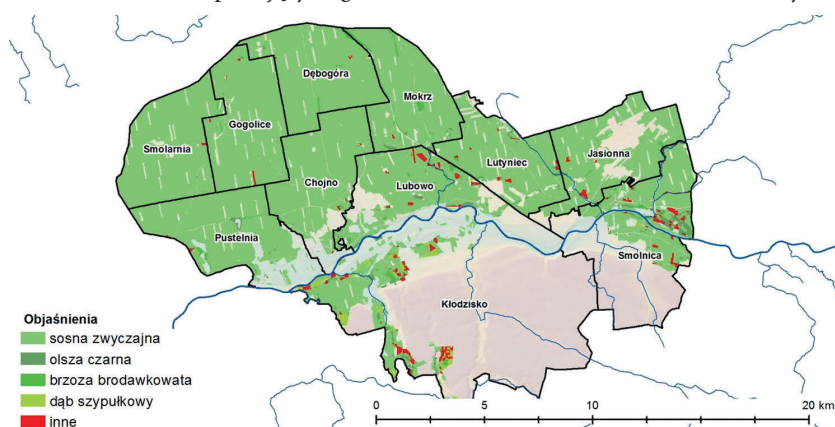 Dębogóra
Mokrz
Gogolice
Smolarnia
Jasionna
Lutyniec
Chojno
Lubowo
Pustelnia
Smolnica
Kłodzisko
Objaśnienia
sosna zwyczajna
olsza czarna
brzoza brodawkowata
dąb szypułkowy
inne
0 5 10 20 km